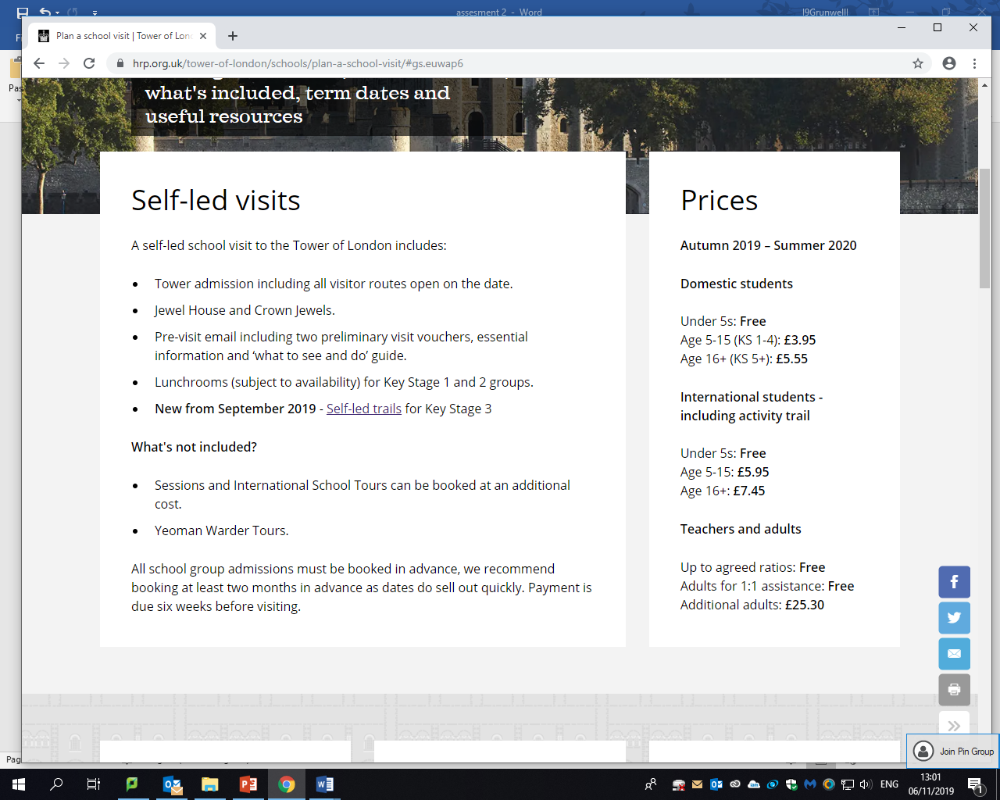 assesment 2 - Word
I9Grunwell
Plan a school visit | Tower of Lon
hrp.org.uk/tower-of-london/schools/plan-a-school-visit/#gs.euwap6
Pas
what's included, term dates and
useful resources
Self-led visits
A self-led school visit to the Tower of London includes:
• Tower admission including all visitor routes open on the date.
• Jewel House and Crown Jewels.
• Pre-visit email including two preliminary visit vouchers, essential
information and ‘what to see and do’ guide.
• Lunchrooms (subject to availability) for Key Stage 1 and 2 groups.
• New from September 2019 - Self-led trails for Key Stage 3
What's not included?
• Sessions and International School Tours can be booked at an additional
cost.
• Yeoman Warder Tours.
All school group admissions must be booked in advance, we recommend
booking at least two months in advance as dates do sell out quickly. Payment is
due six weeks before visiting.
Prices
Autumn 2019 – Summer 2020
Domestic students
Under 5s: Free
Age 5-15 (KS 1-4): £3.95
Age 16+ (KS 5+): £5.55
International students -
including activity trail
Under 5s: Free
Age 5-15: £5.95
Age 16+: £7.45
Teachers and adults
Up to agreed ratios: Free
Adults for 1:1 assistance: Free
Additional adults: £25.30
Pag
Join Pin Group
ENG
13:01
06/11/2019
1